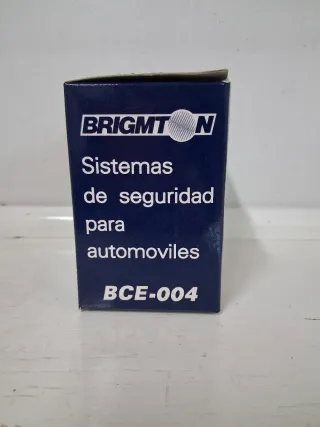 BRIGMTON
Sistemas
de seguridad
para
automoviles
BCE-004